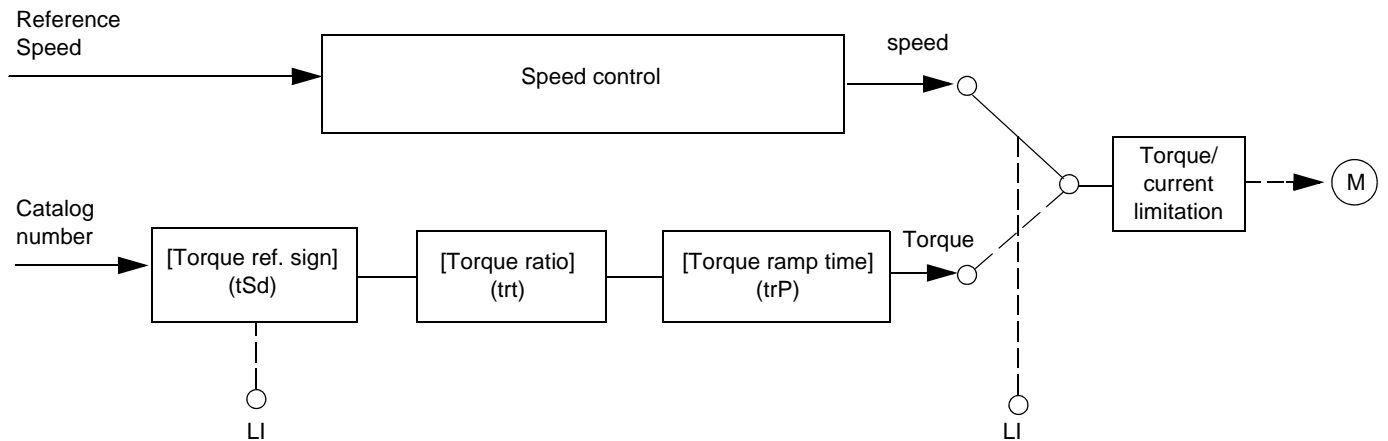 Reference
Speed
Speed control
speed
Torque/
current
limitation
M
Catalog
number
[Torque ref. sign]
(tSd)
[Torque ratio]
(trt)
[Torque ramp time]
(trP)
Torque
LI
LI